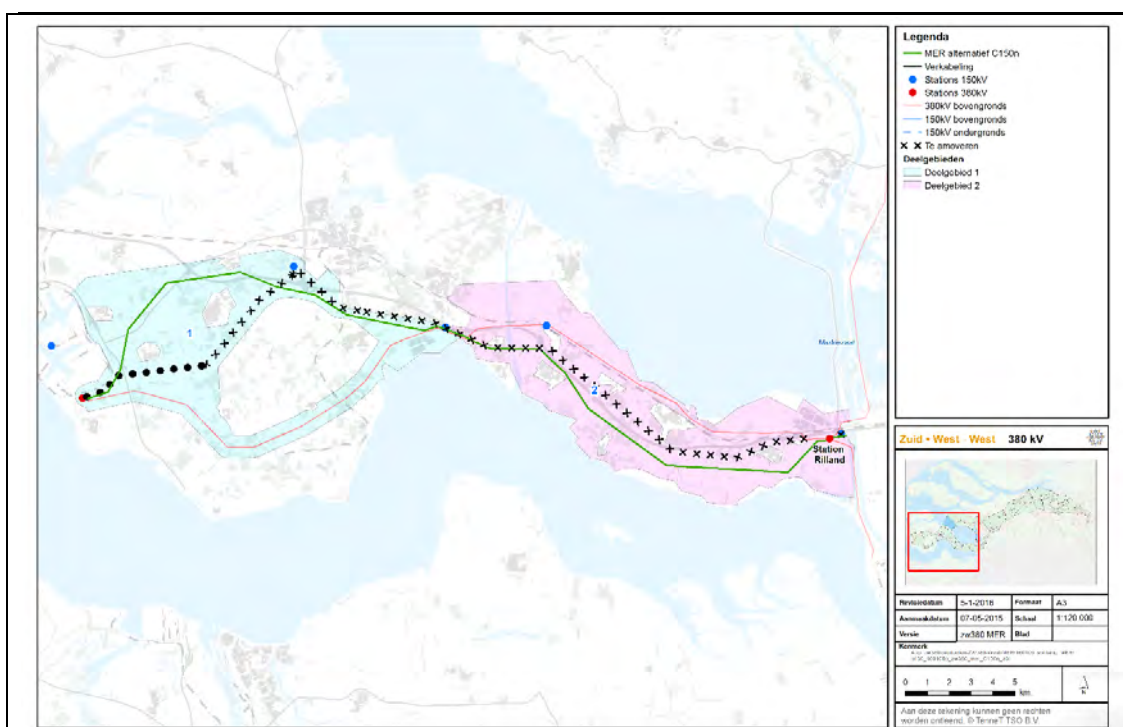 Legenda
MER alternatief C150n
Verkabeling
Stations 150kV
Stations 380kV
380kV bovengronds
150kV bovengronds
150kV ondergronds
Te amoveren
Deelgebieden
Deelgebied 1
Deelgebied 2
1
2
Station
Rilland
Zuid • West West 380 kV
Revisiedatum 5-1-2016 Formaat A3
Aanmaakdatum 07-05-2015 Schaal 1:120 000
Versie zw380 MER Blad
Kenmerk
0 1 2 3 4 5
km
N
Aan deze tekening kunnen geen rechten
worden ontleend. © TenneT TSO B.V.